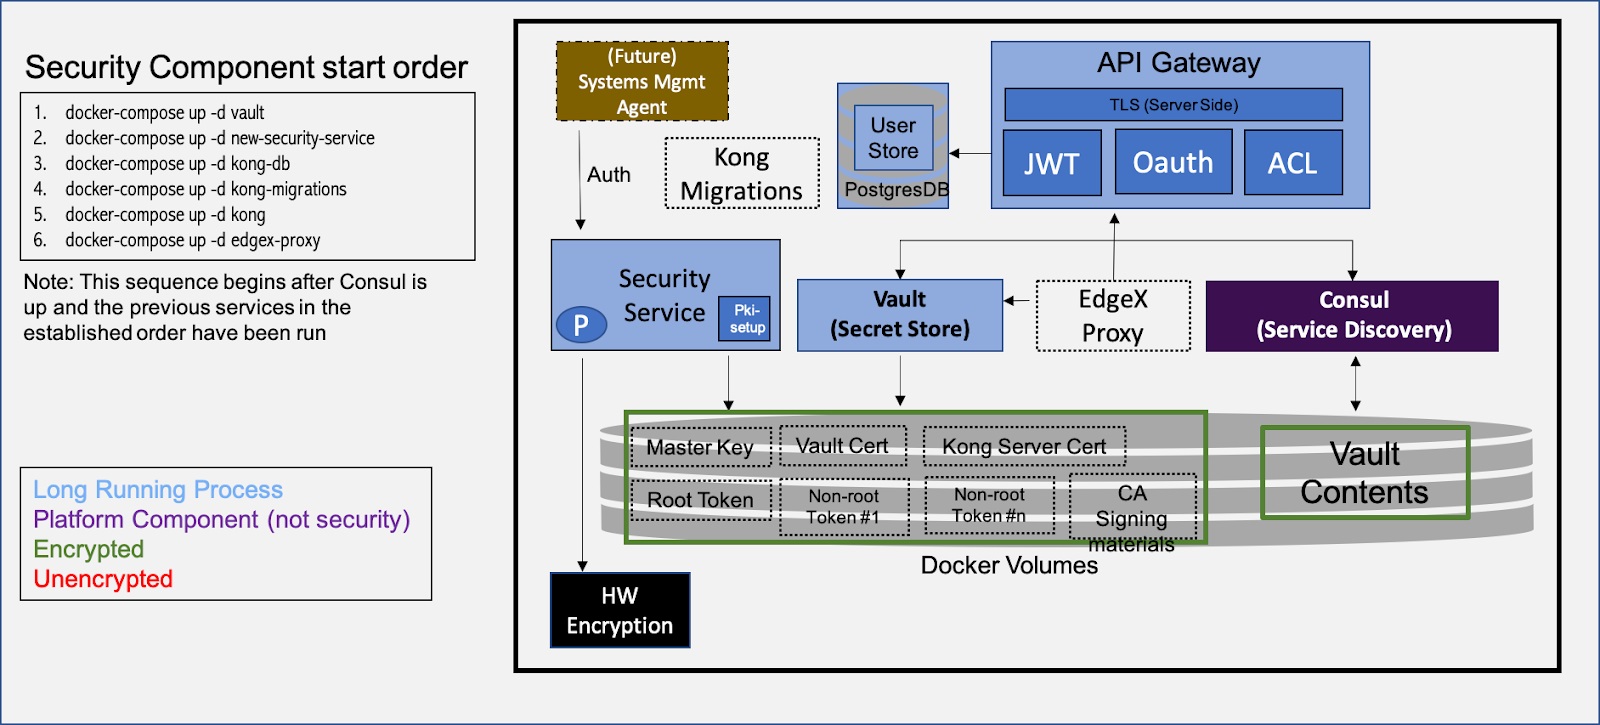 Security Component start order
1. docker-compose up -d vault
2. docker-compose up -d new-security-service
3. docker-compose up -d kong-db
4. docker-compose up -d kong-migrations
5. docker-compose up -d kong
6. docker-compose up -d edgex-proxy
Note: This sequence begins after Consul is
up and the previous services in the
established order have been run
Long Running Process
Platform Component (not security)
Encrypted
Unencrypted
(Future)
Systems Mgmt
Agent
Auth
Kong
Migrations
User
Store
PostgresDB
API Gateway
TLS (Server Side)
JWT
Oauth
ACL
Security
Service
P
Pki-
setup
Vault
(Secret Store)
EdgeX
Proxy
Consul
(Service Discovery)
Master Key
Vault Cert
Kong Server Cert
Root Token
Non-root
Token #1
Non-root
Token #n
CA
Signing
materials
Vault
Contents
Docker Volumes
HW
Encryption